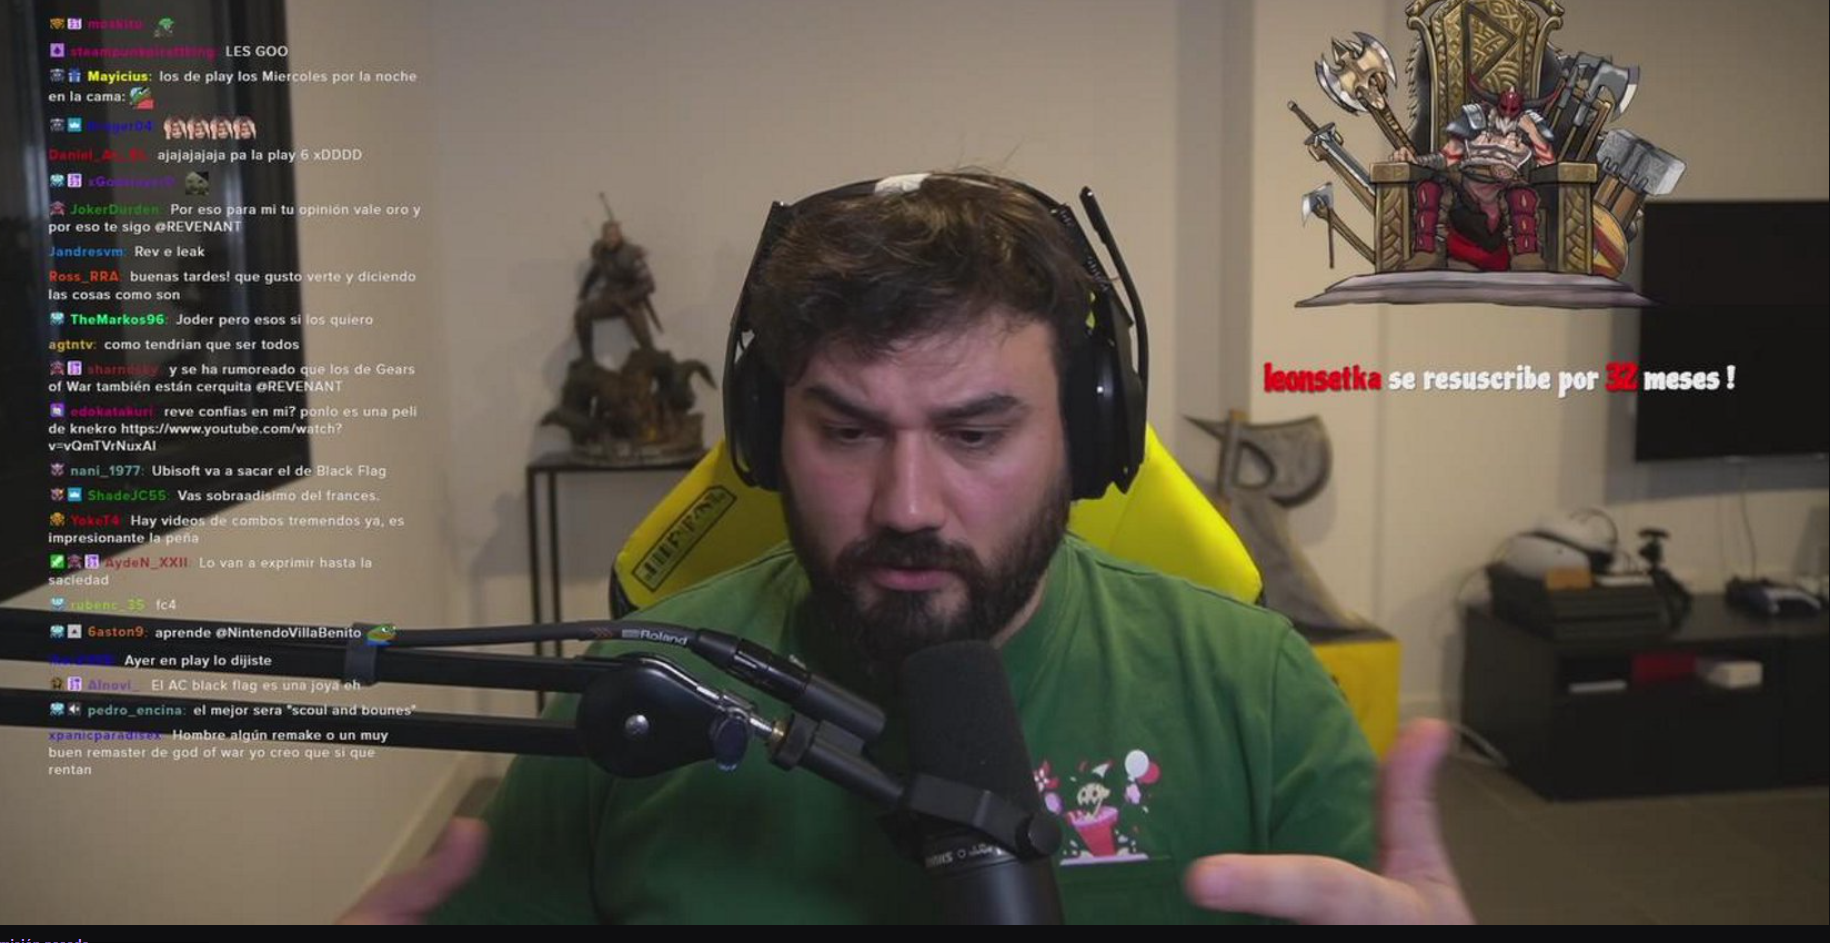 moskito
steampunkpiratking: LES GOO
Mayicius: los de play los Miercoles por la noche
en la cama:
Daniel_ ajajajajaja pa la play 6 xDDDD
JokerDurden: Por eso para mi tu opinión vale oro y
por eso te sigo @REVENANT
Jandresvm: Rev e leak
Ross_RRA: buenas tardes! que gusto verte y diciendo
las cosas como son
TheMarkos96: Joder pero esos si los quiero
agtntv: como tendrian que ser todos
y se ha rumoreado que los de Gears
of War también están cerquita @REVENANT
edokatakuri: reve confias en mi? ponlo es una peli
de knekro https://www.youtube.com/watch?
v=vQmTVrNuxAI
nani_1977: Ubisoft va a sacar el de Black Flag
ShadeJC55: Vas sobraadisimo del frances.
YokeT4: Hay videos de combos tremendos ya, es
impresionante la peña
AydeN_XXII: Lo van a exprimir hasta la
saciedad
rubenc_35: fc4
6aston9: aprende @NintendoVillaBenito
Ayer en play lo dijiste
Alnovi_: El AC black flag es una joya eh
pedro_encina: el mejor sera "scoul and bounes"
xpanicparadisex: Hombre algún remake o un muy
buen remaster de god of war yo creo que si que
rentan
leonsetka se resuscribe por 32 meses !
Roland